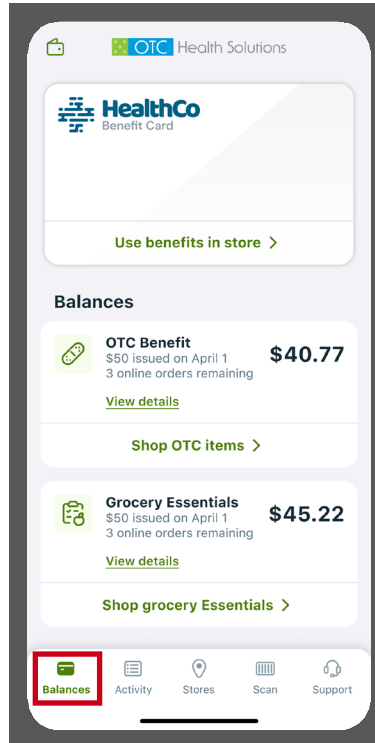 OTC Health Solutions
HealthCo
Benefit Card
Use benefits in store >
Balances
OTC Benefit
$50 issued on April 1
3 online orders remaining
$40.77
View details
Shop OTC items >
Grocery Essentials
$50 issued on April 1
3 online orders remaining
$45.22
View details
Shop grocery Essentials >
Balances Activity Stores Scan Support